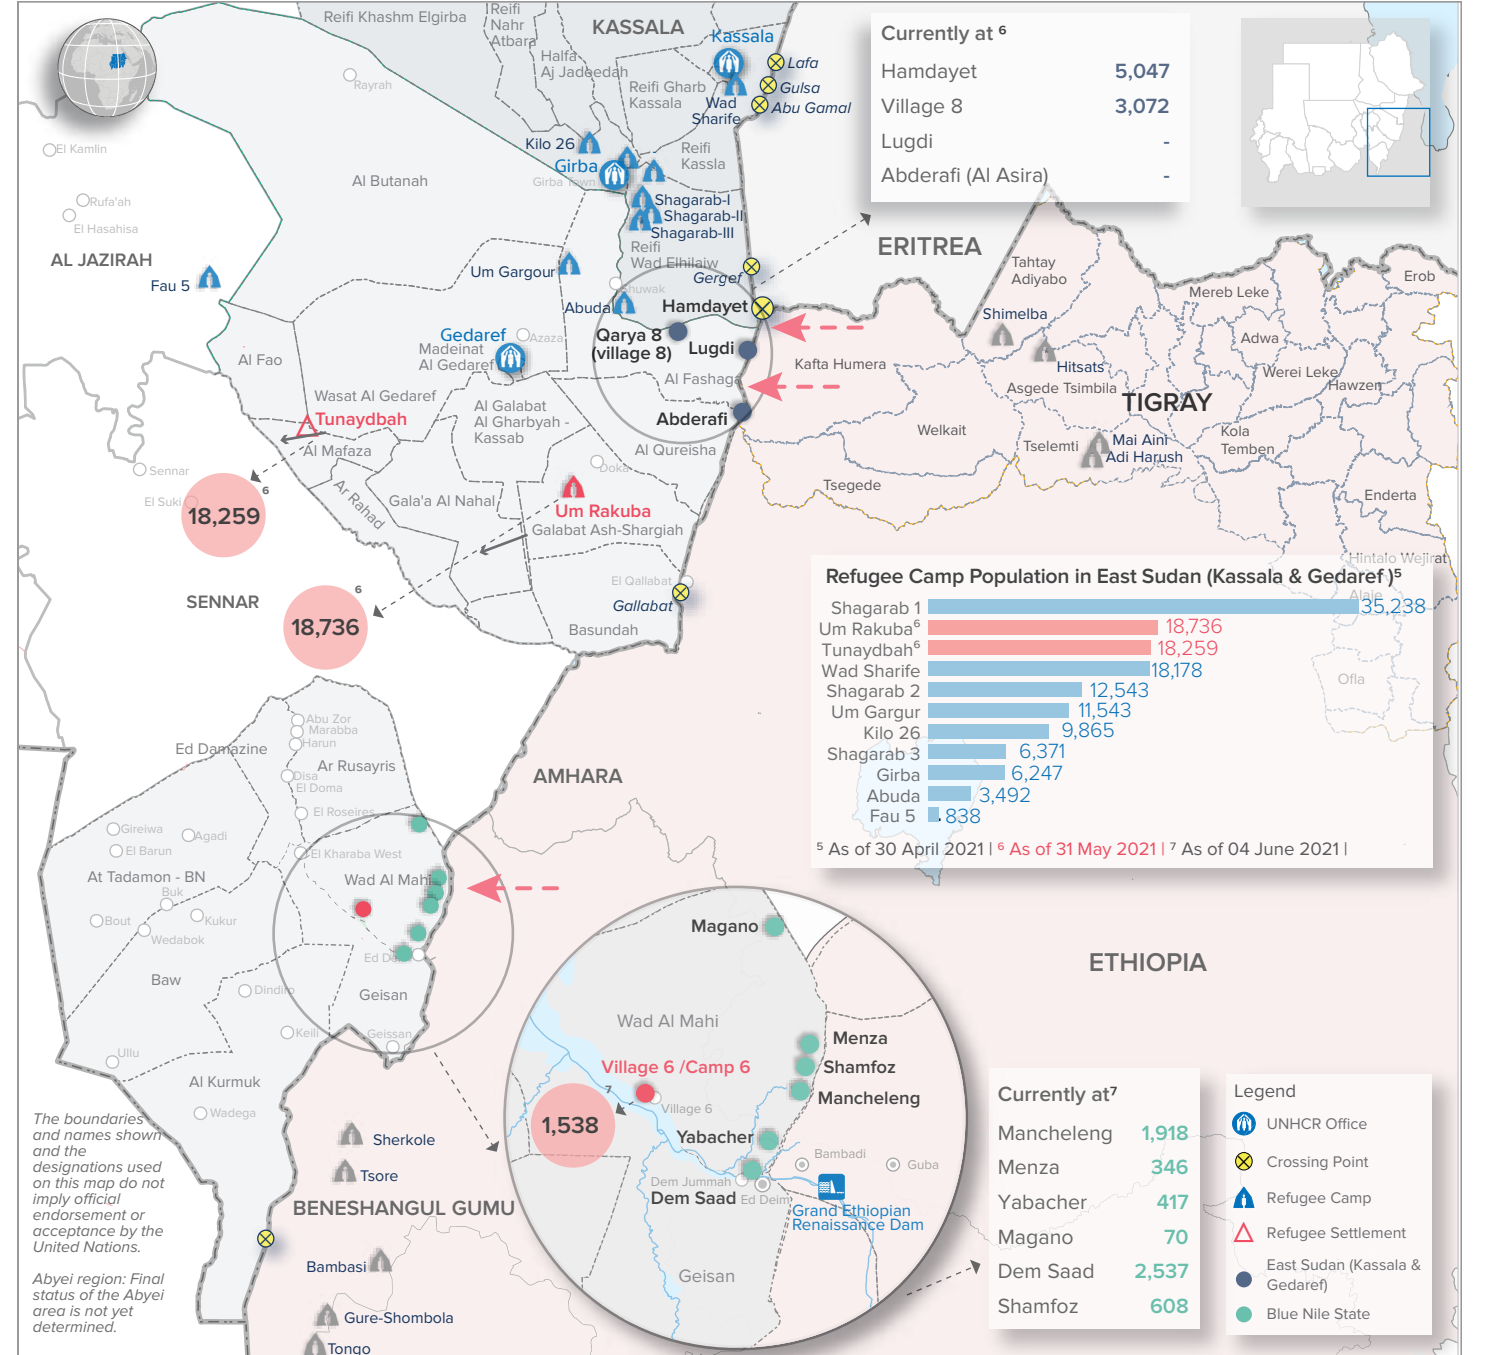 Reifi Khashm Elgirba
Reifi
Nahr
Atbara
KASSALA
Kassala
Halfa
Aj Jadeedah
Reifi Gharb
Kassala
Wad
Sharife
Lafa
Gulsa
Abu Gamal
Rayrah
El Kamlin
Kilo 26
Girba
Girba Town
Reifi
Kassla
Al Butanah
Rufa'ah
El Hasahisa
Shagarab-I
Shagarab-II
Shagarab-III
AL JAZIRAH
Fau 5
Reifi
Wad Elhilaiw
Um Gargour
Gergef
Shuwak
Abuda
Hamdayet
Gedaref
Azaza
Madeinat
Al Gedaref
Qarya 8
(village 8)
Lugdi
Al Fao
Al Fashaga
Wasat Al Gedaref
Tunaydbah
Al Galabat
Al Gharbyah -
Kassab
Abderafi
Al Mafaza
Al Qureisha
Sennar
Doka
El Suki
Ar Rahad
Gala'a Al Nahal
Um Rakuba
Galabat Ash-Shargiah
18,259
6
El Qallabat
Gallabat
SENNAR
18,736
6
Basundah
Currently at 6
Hamdayet 5,047
Village 8 3,072
Lugdi -
Abderafi (Al Asira) -
ERITREA
Tahtay
Adiyabo
Mereb Leke
Erob
Shimelba
Adwa
Hitsats
Kafta Humera
Werei Leke
Hawzen
Asgede Tsimbila
TIGRAY
Welkait
Tselemti
Mai Aini
Adi Harush
Kola
Temben
Tsegede
Enderta
Hintalo Wejirat
Alaje
Ofla
Refugee Camp Population in East Sudan (Kassala & Gedaref )5
Shagarab 1 35,238
Um Rakuba6 18,736
Tunaydbah6 18,259
Wad Sharife 18,178
Shagarab 2 12,543
Um Gargur 11,543
Kilo 26 9,865
Shagarab 3 6,371
Girba 6,247
Abuda 3,492
Fau 5 838
5 As of 30 April 2021 | 6 As of 31 May 2021 | 7 As of 04 June 2021 |
Abu Zor
Marabba
Harun
Ed Damazine
Ar Rusayris
Disa
El Doma
El Roseires
AMHARA
Gireiwa
Agadi
El Barun
El Kharaba West
At Tadamon - BN
Wad Al Mahi
Buk
Bout
Kukur
Wedabok
Baw
Dindiro
Geisan
Keili
Geissan
Ullu
Al Kurmuk
Wadega
ETHIOPIA
Magano
Wad Al Mahi
Menza
Shamfoz
Mancheleng
Village 6 /Camp 6
7
1,538
Village 6
Yabacher
Bambadi
Guba
Dem Jummah
Dem Saad
Ed Deim
Grand Ethiopian
Renaissance Dam
Geisan
The boundaries
and names shown
and the
designations used
on this map do not
imply official
endorsement or
acceptance by the
United Nations.
Abyei region: Final
status of the Abyei
area is not yet
determined.
Sherkole
Tsore
BENESHANGUL GUMU
Bambasi
Gure-Shombola
Tongo
Currently at7
Mancheleng 1,918
Menza 346
Yabacher 417
Magano 70
Dem Saad 2,537
Shamfoz 608
Legend
UNHCR Office
Crossing Point
Refugee Camp
Refugee Settlement
East Sudan (Kassala &
Gedaref)
Blue Nile State